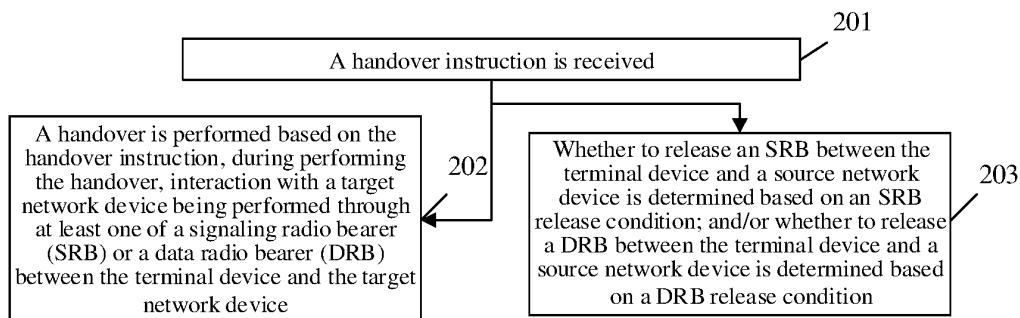 201
A handover instruction is received
A handover is performed based on the
handover instruction, during performing
the handover, interaction with a target
network device being performed through
at least one of a signaling radio bearer
(SRB) or a data radio bearer (DRB)
between the terminal device and the target
network device
202
Whether to release an SRB between the
terminal device and a source network
device is determined based on an SRB
release condition; and/or whether to release
a DRB between the terminal device and a
source network device is determined based
on a DRB release condition
203